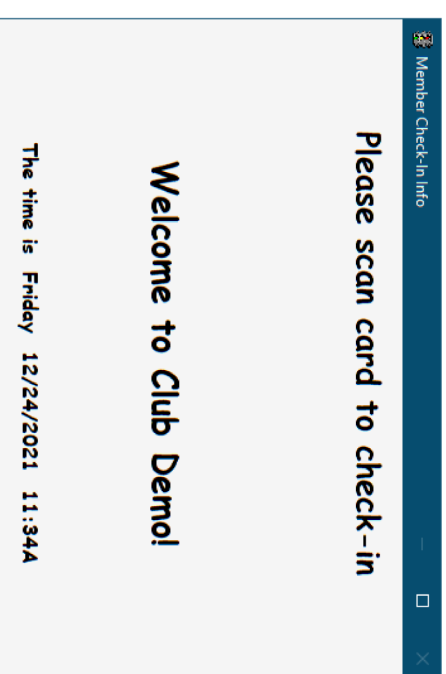 Member Check-In Info
Please scan card to check-in
Welcome to Club Demo!
The time is Friday 12/24/2021 11:34A